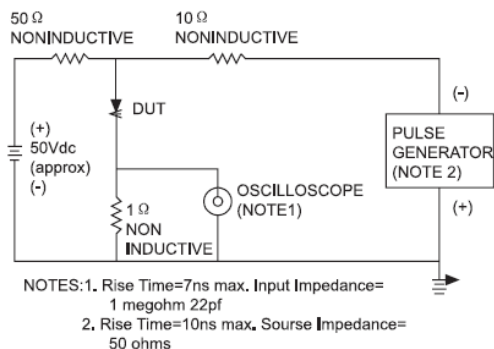 50 Ω
NONINDUCTIVE
10 Ω
NONINDUCTIVE
DUT
(+)
50Vdc
(approx)
(-)
(-)
PULSE
GENERATOR
(NOTE 2)
(+)
OSCILLOSCOPE
(NOTE1)
1 Ω
NON
INDUCTIVE
NOTES:1. Rise Time=7ns max. Input Impedance=
1 megohm 22pf
2. Rise Time=10ns max. Sourse Impedance=
50 ohms